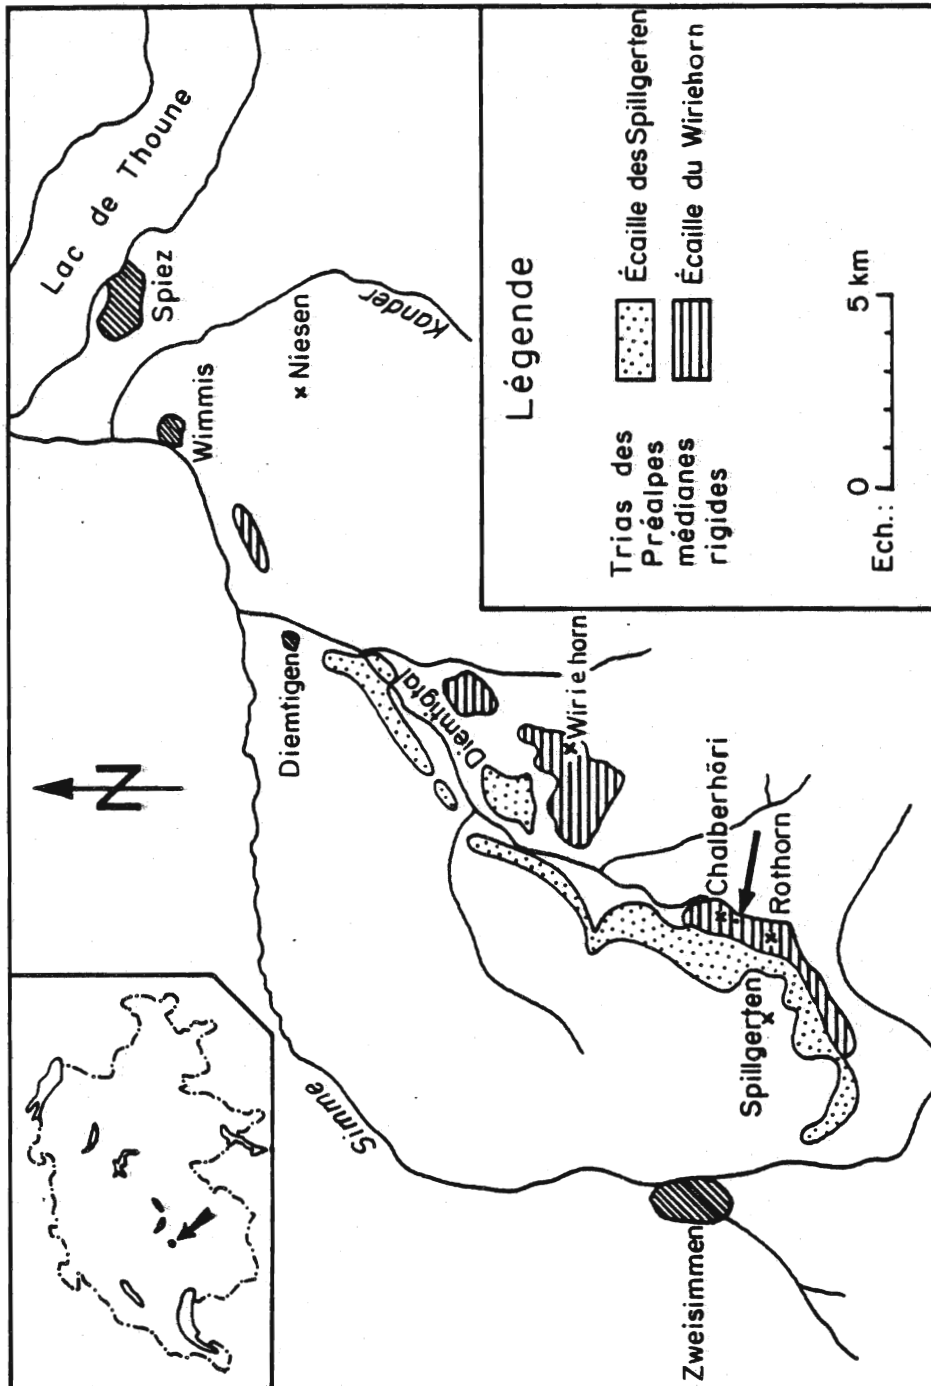 Lac de Thoune
Spiez
Wimmis
Niesen
Kander
N
Diemtigen
Diemtigtal
Wiriehorn
Simme
Chalberhöri
Rothorn
Spillgerten
Zweisimmen
Légende
Trias des
Préalpes
médianes
rigides
Écaille des Spillgerten
Écaille du Wiriehorn
Ech.: 0 5 km